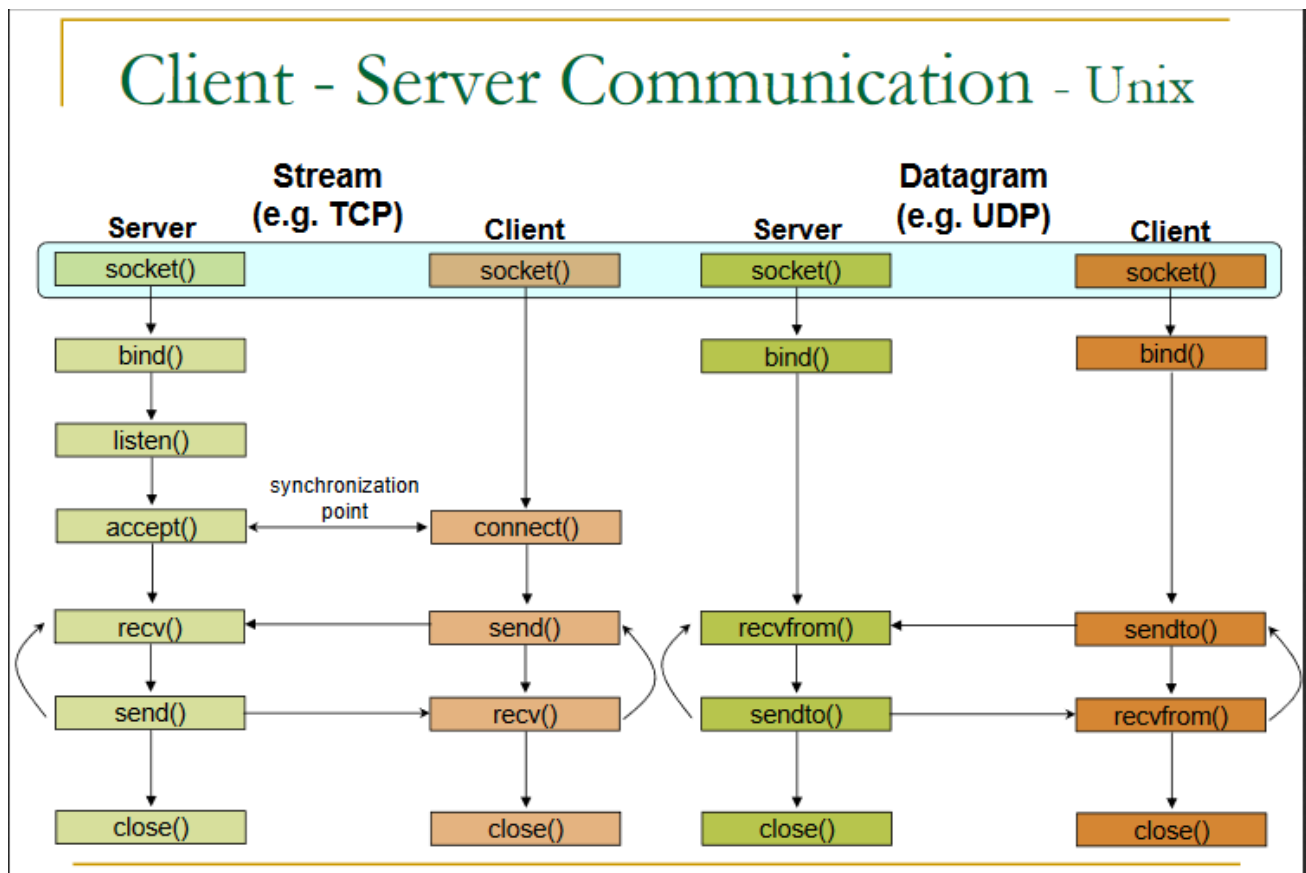 Client - Server Communication - Unix
Stream
(e.g. TCP)
Datagram
(e.g. UDP)
Server
Client
Server
Client
socket()
socket()
socket()
socket()
bind()
bind()
bind()
listen()
synchronization
point
accept()
connect()
recv()
send()
recvfrom()
sendto()
send()
recv()
sendto()
recvfrom()
close()
close()
close()
close()